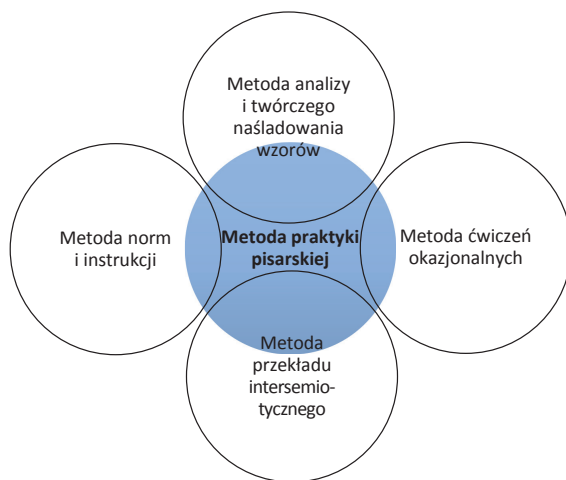 Metoda analizy
i twórczego
naśladowania
wzorów
Metoda norm
i instrukcji
Metoda praktyki
pisarskiej
Metoda ćwiczeń
okazjonalnych
Metoda
przekładu
intersemio-
tycznego